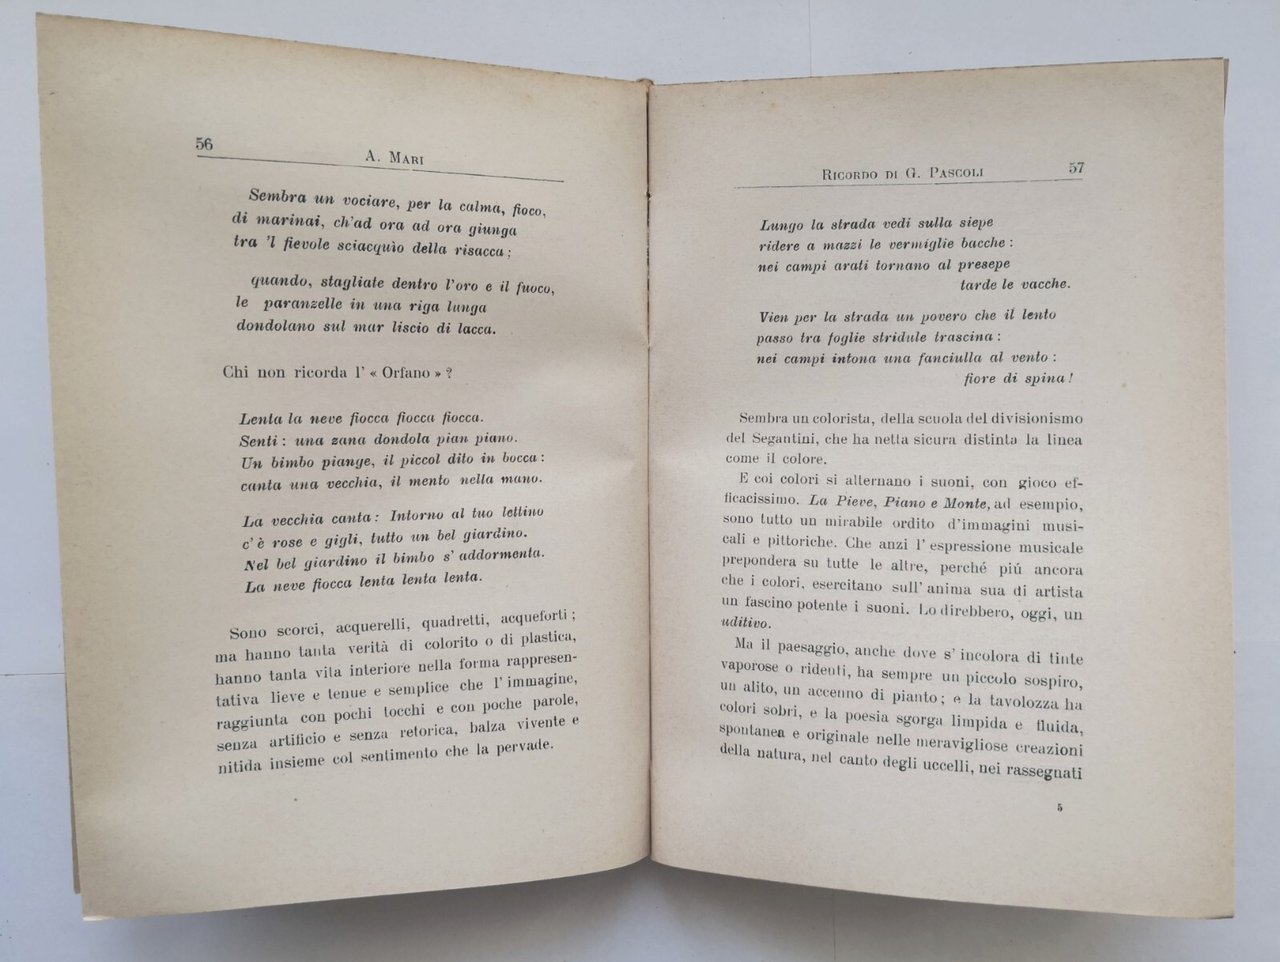 56
A. Mari
Sembra un vociare, per la calma, fioco,
di marinai, ch'ad ora ad ora giunga
tra 'l fievole sciacquìo della risacca;
quando, stagliate dentro l'oro e il fuoco,
le paranzelle in una riga lunga
dondolano sul mar liscio di lacca.
Chi non ricorda l' « Orfano » ?
Lenta la neve fiocca fiocca fiocca.
Senti : una zana dondola pian piano.
Un bimbo piange, il piccol dito in bocca :
canta una vecchia, il mento nella mano.
La vecchia canta : Intorno al tuo lettino
c'è rose e gigli, tutto un bel giardino.
Nel bel giardino il bimbo s' addormenta.
La neve fiocca lenta lenta lenta.
Sono scorci, acquerelli, quadretti, acqueforti ;
ma hanno tanta verità di colorito o di plastica,
hanno tanta vita interiore nella forma rappresen-
tativa lieve e tenue e semplice che l' immagine,
raggiunta con pochi tocchi e con poche parole,
senza artificio e senza retorica, balza vivente e
nitida insieme col sentimento che la pervade.
Ricordo di G. Pascoli
57
Lungo la strada vedi sulla siepe
ridere a mazzi le vermiglie bacche :
nei campi arati tornano al presepe
tarde le vacche.
Vien per la strada un povero che il lento
passo tra foglie stridule trascina :
nei campi intona una fanciulla al vento :
fiore di spina !
Sembra un colorista, della scuola del divisionismo
del Segantini, che ha netta sicura distinta la linea
come il colore.
E coi colori si alternano i suoni, con gioco ef-
ficacissimo. La Pieve, Piano e Monte, ad esempio,
sono tutto un mirabile ordito d'immagini musi-
cali e pittoriche. Che anzi l' espressione musicale
prepondera su tutte le altre, perché piú ancora
che i colori, esercitano sull' anima sua di artista
un fascino potente i suoni. Lo direbbero, oggi, un
uditivo.
Ma il paesaggio, anche dove s' incolora di tinte
vaporose o ridenti, ha sempre un piccolo sospiro,
un alito, un accenno di pianto ; e la tavolozza ha
colori sobri, e la poesia sgorga limpida e fluida,
spontanea e originale nelle meravigliose creazioni
della natura, nel canto degli uccelli, nei rassegnati
5